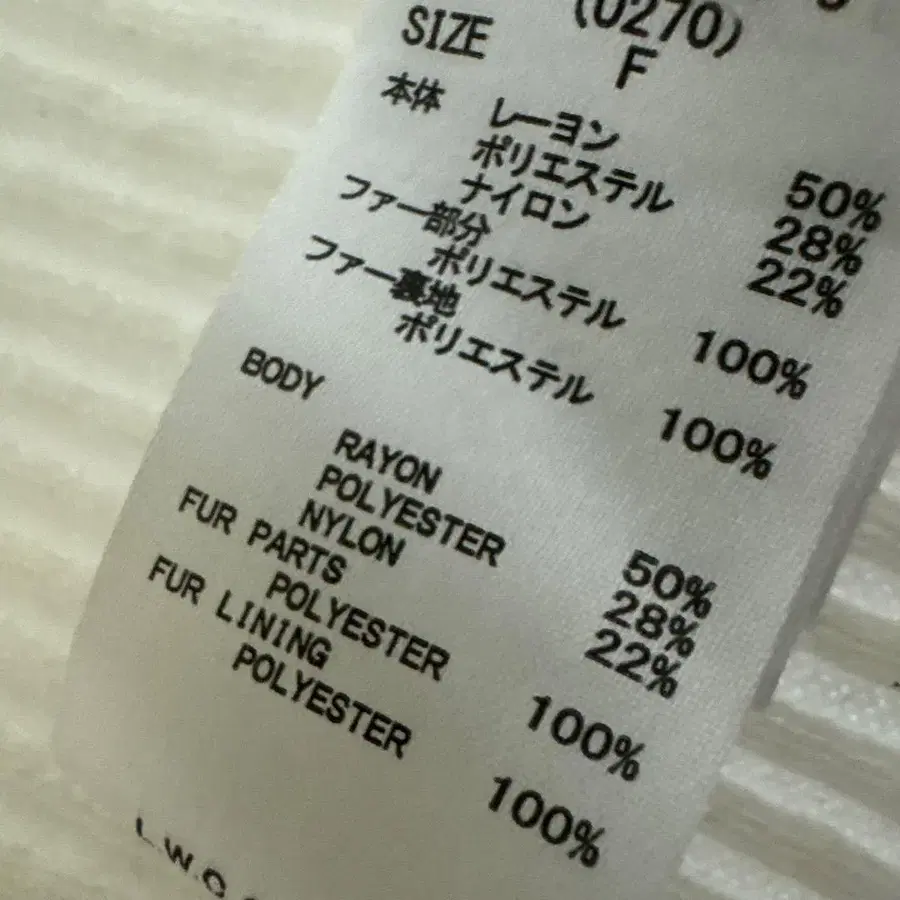 (0270)
SIZE F
本体 レーヨン 50%
ポリエステル 28%
ナイロン 22%
ファー部分
ポリエステル 100%
ファー裏地
ポリエステル 100%
BODY
RAYON 50%
POLYESTER 28%
NYLON 22%
FUR PARTS
POLYESTER 100%
FUR LINING
POLYESTER 100%